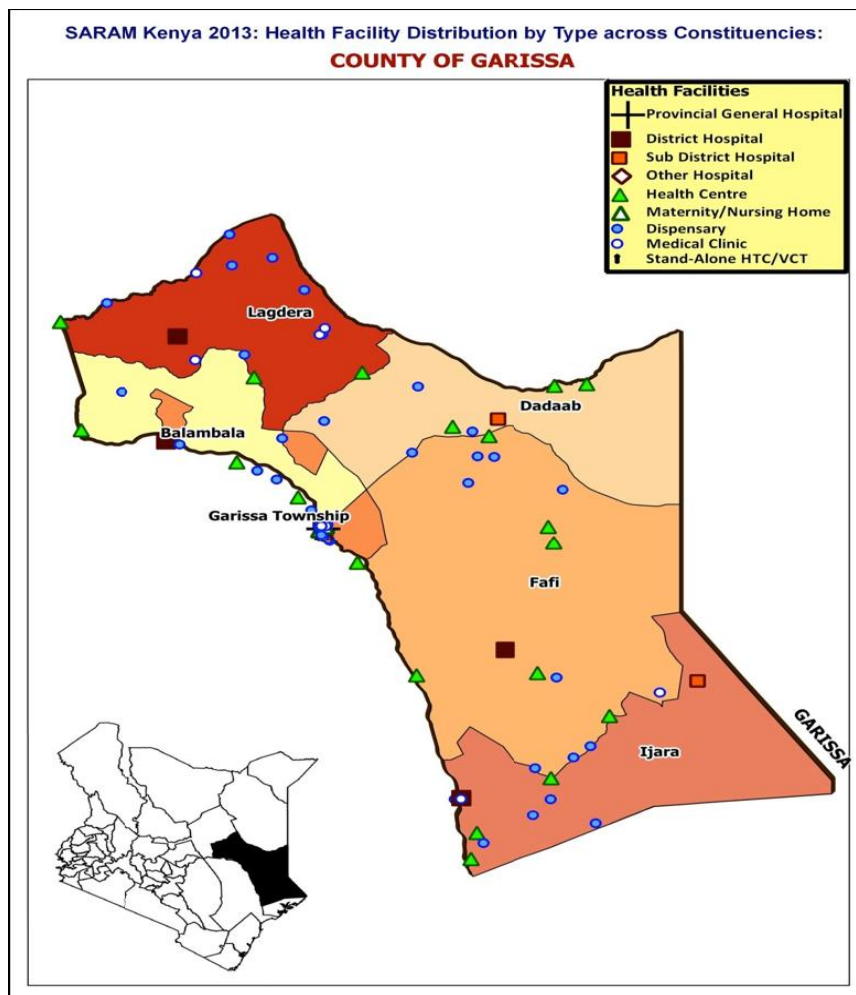 SARAM Kenya 2013: Health Facility Distribution by Type across Constituencies:
COUNTY OF GARISSA
Health Facilities
Provincial General Hospital
District Hospital
Sub District Hospital
Other Hospital
Health Centre
Maternity/Nursing Home
Dispensary
Medical Clinic
Stand-Alone HTC/VCT
Lagdera
Dadaab
Balambala
Garissa Township
Fafi
Ijara
GARISSA